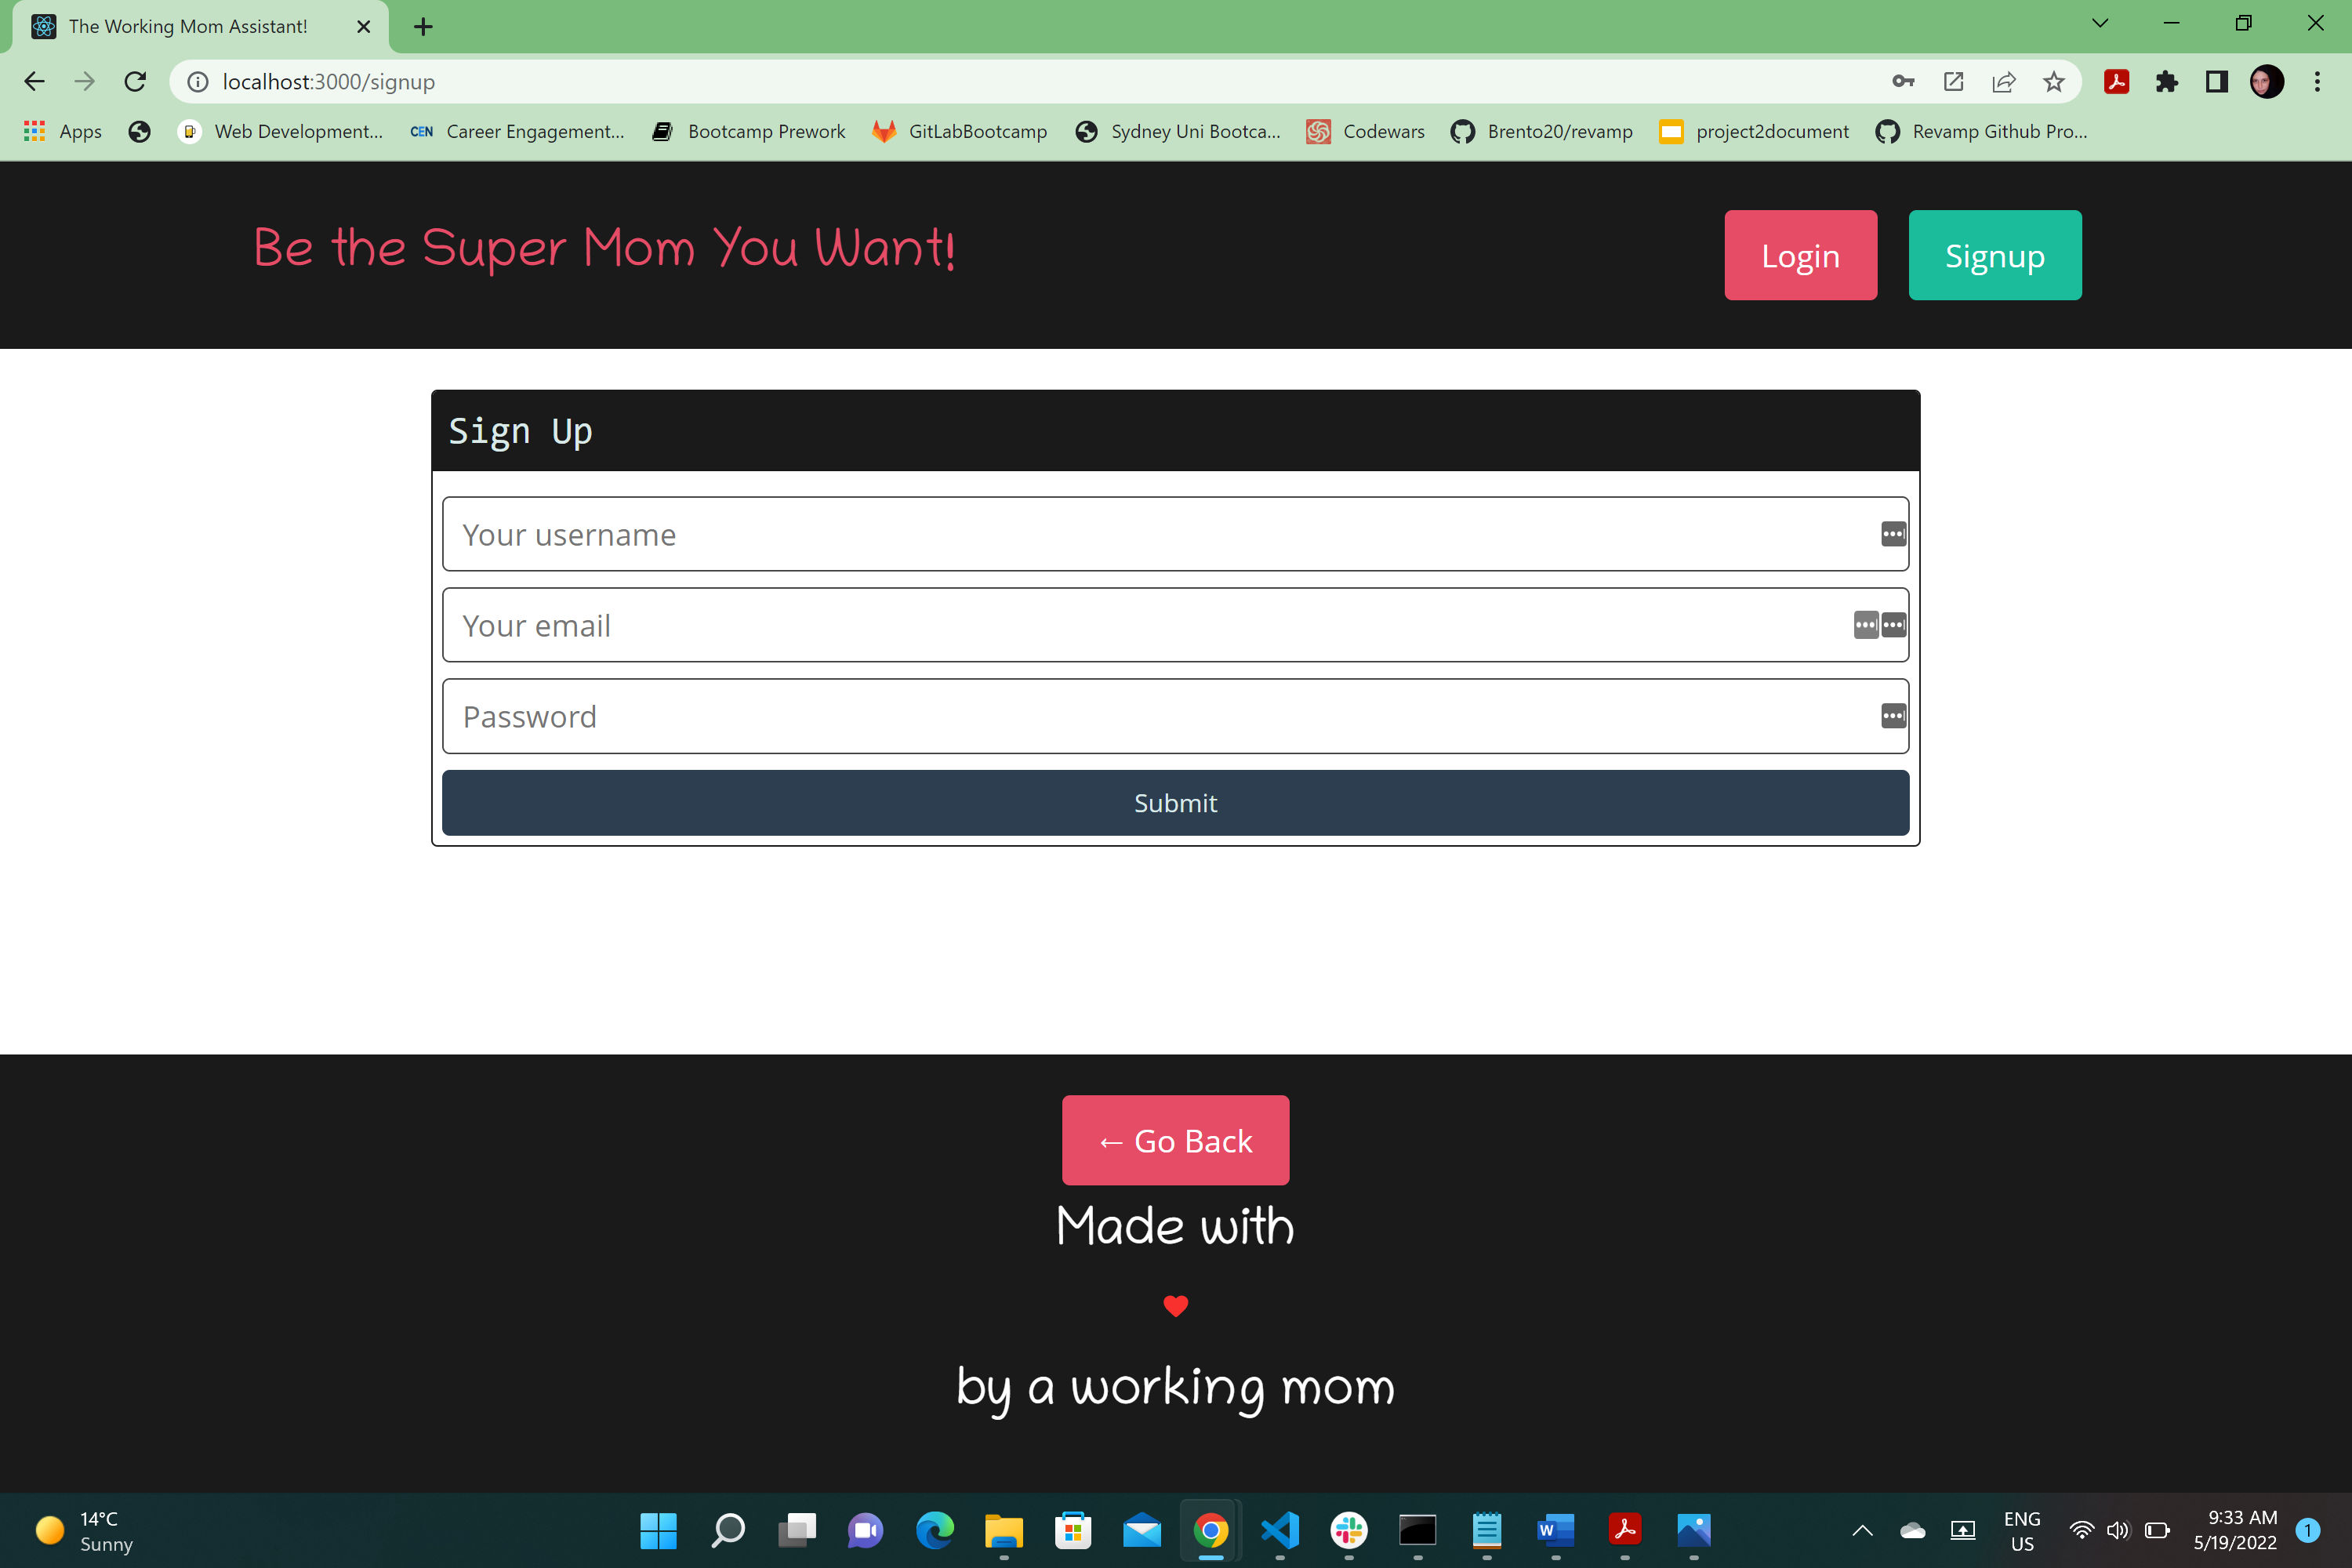 The Working Mom Assistant!
localhost:3000/signup
Apps
Web Development...
CEN Career Engagement...
Bootcamp Prework
GitLabBootcamp
Sydney Uni Bootca...
Codewars
Brento20/revamp
project2document
Revamp Github Pro...
Be the Super Mom You Want!
Login
Signup
Sign Up
Your username
Your email
Password
Submit
← Go Back
Made with
by a working mom
14°C
Sunny
W
ENG
US
9:33 AM
5/19/2022
1